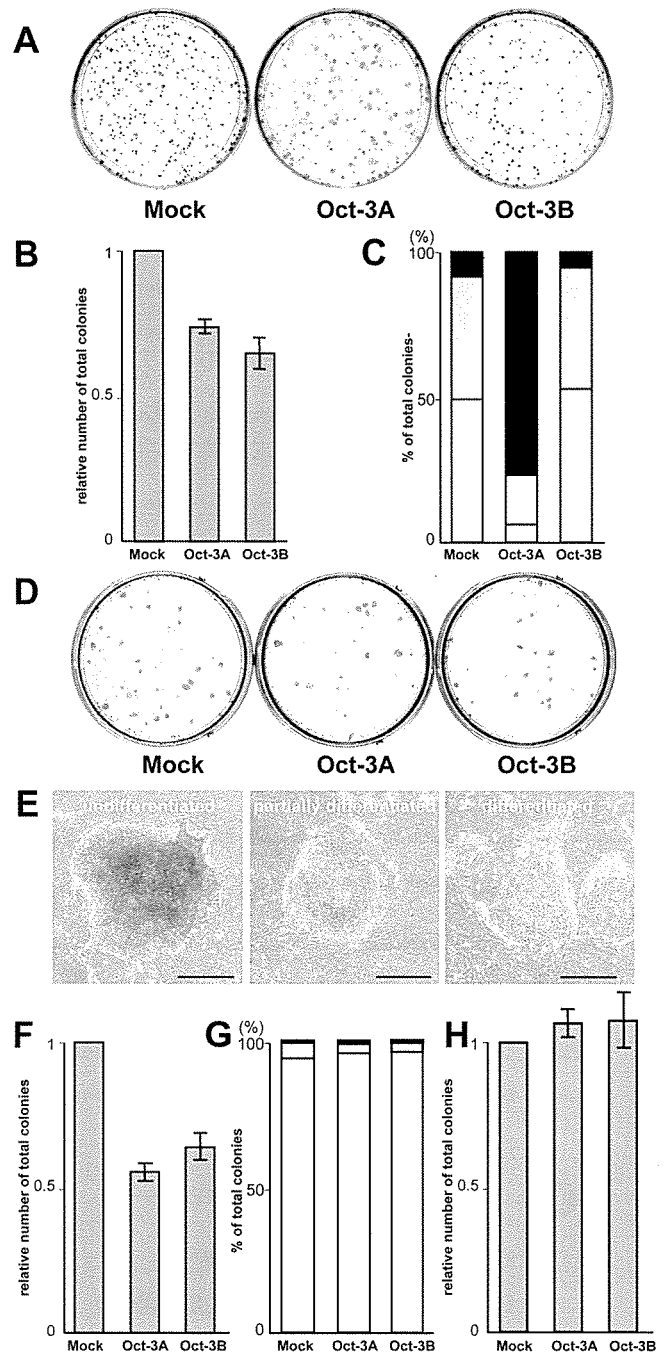 A
Mock Oct-3A Oct-3B
B
relative number of total colonies
1
0.5
0
Mock Oct-3A Oct-3B
C
(%)
% of total colonies-
100
50
0
Mock Oct-3A Oct-3B
D
Mock Oct-3A Oct-3B
E
undifferentiated partially differentiated differentiated
F
relative number of total colonies
1
0.5
0
Mock Oct-3A Oct-3B
G
(%)
% of total colonies
100
50
0
Mock Oct-3A Oct-3B
H
relative number of total colonies
1
0.5
0
Mock Oct-3A Oct-3B